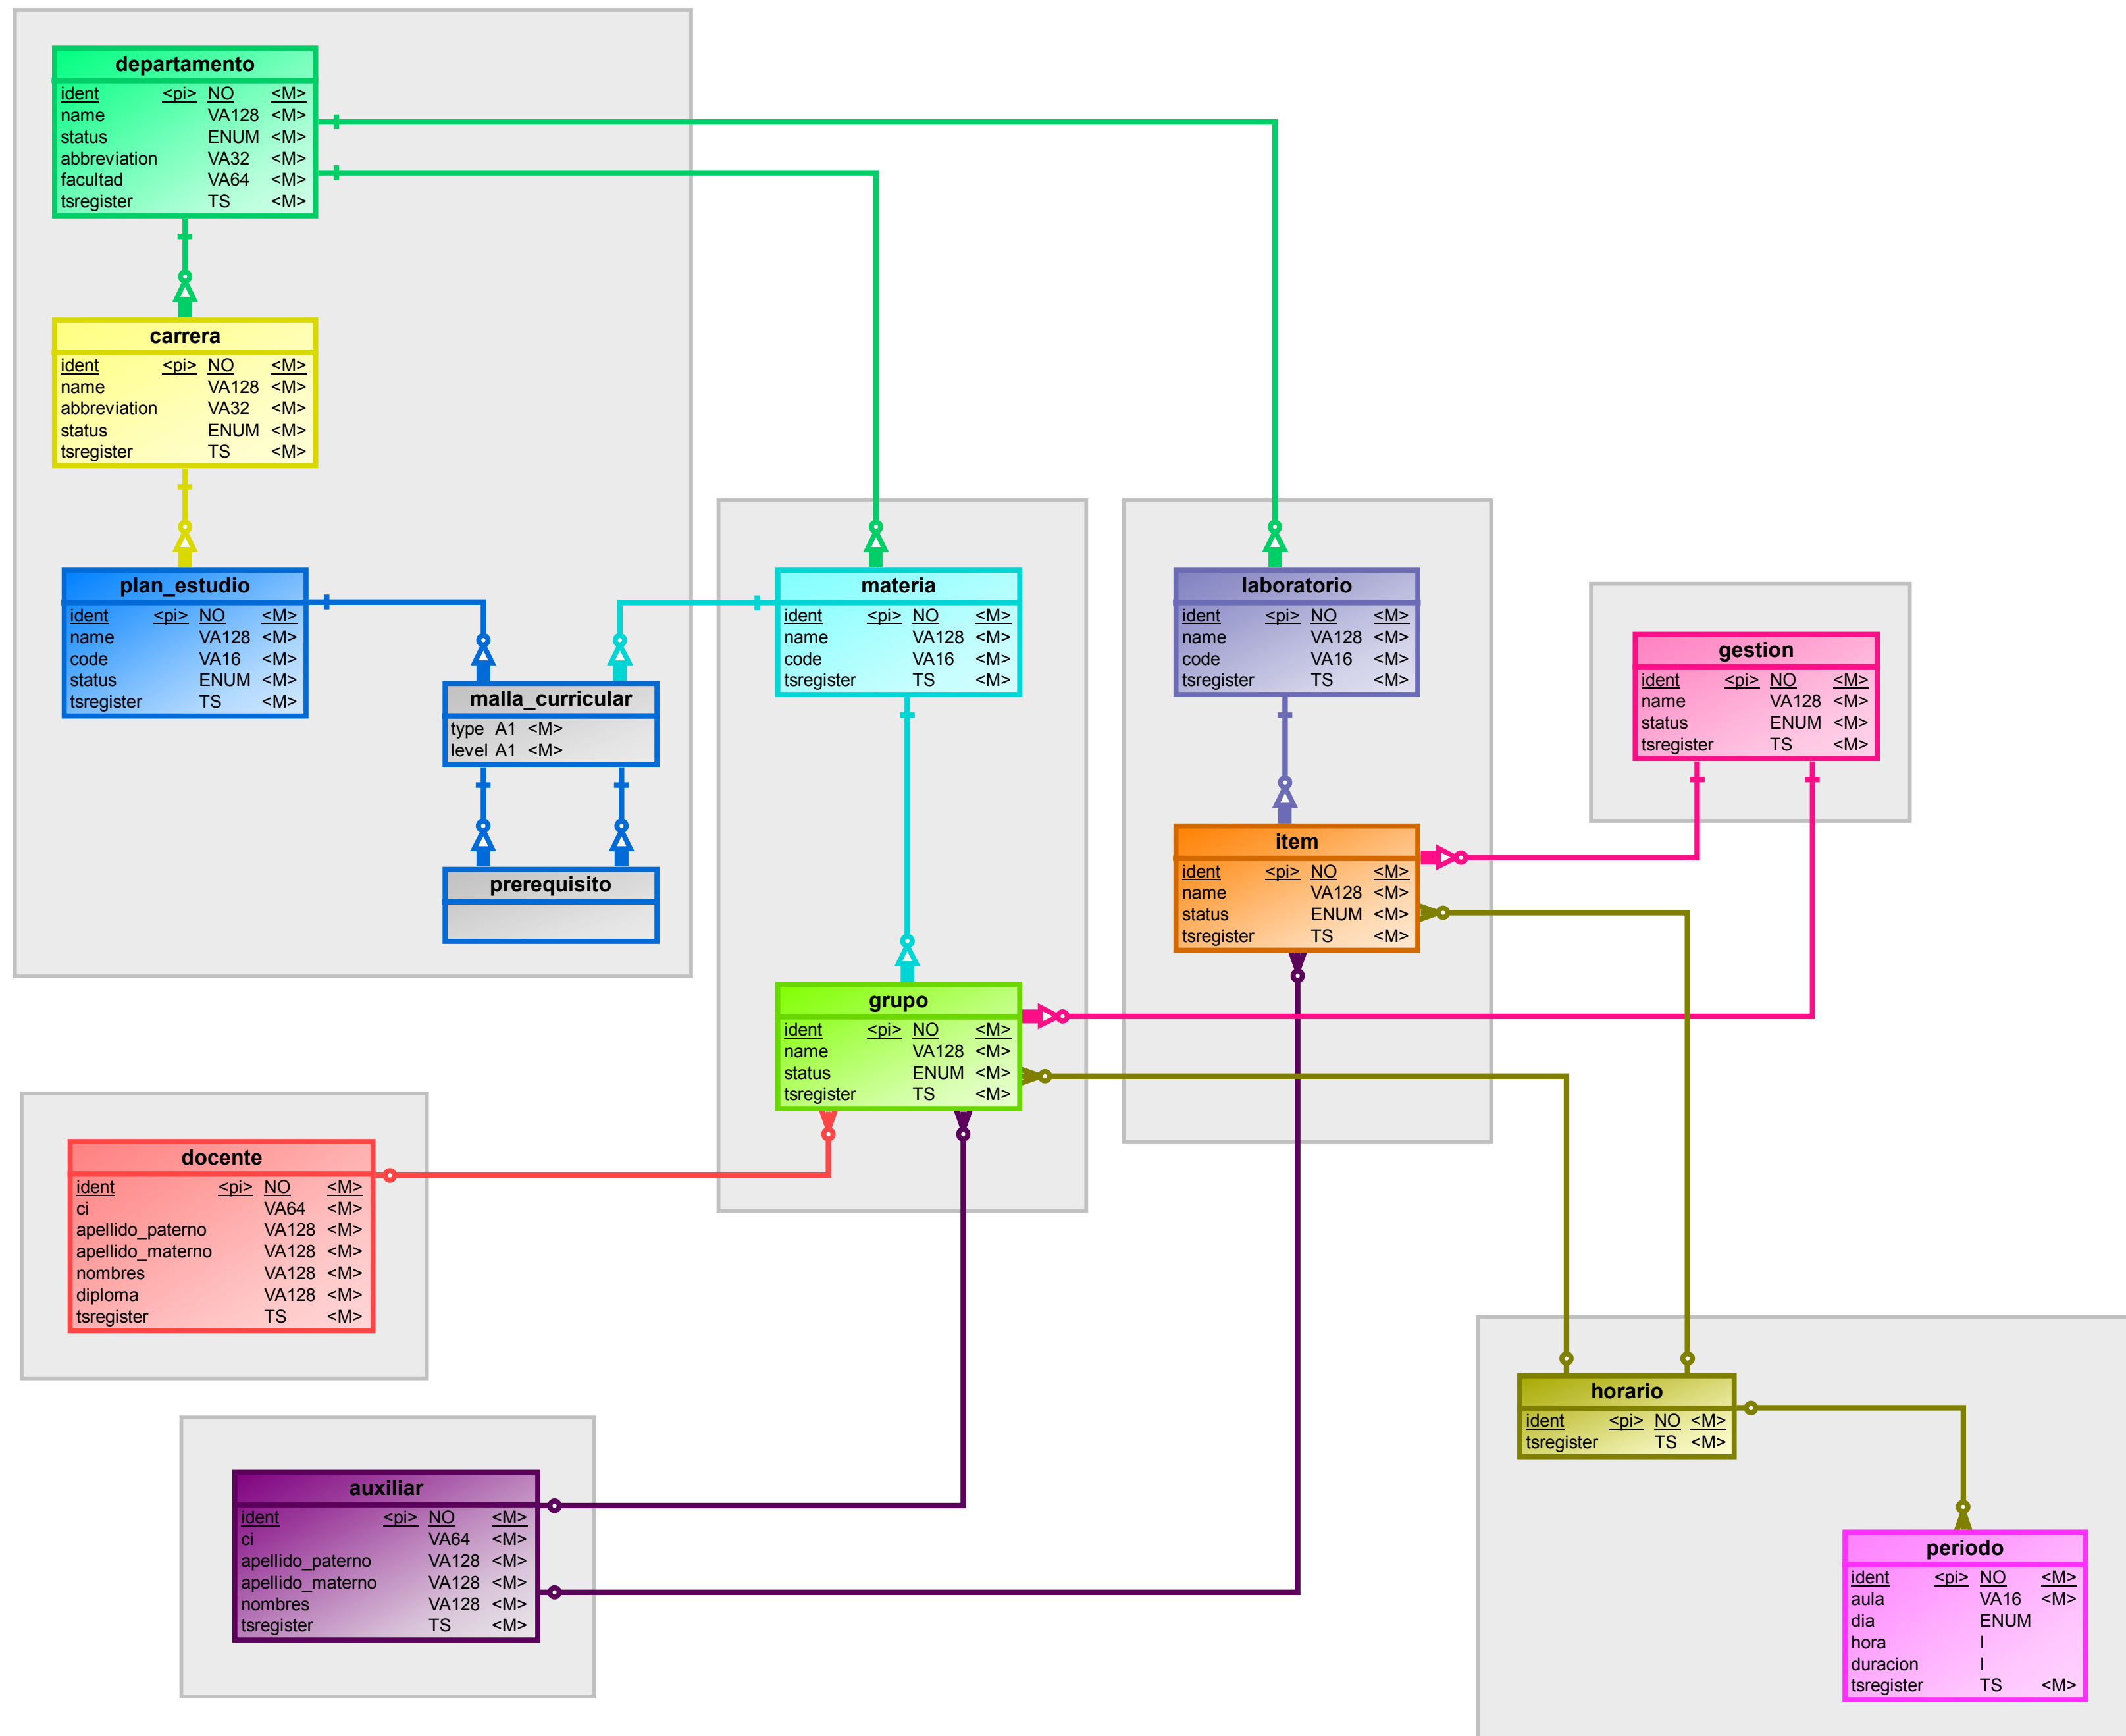 departamento
ident <pi> NO <M>
name VA128 <M>
status ENUM <M>
abbreviation VA32 <M>
facultad VA64 <M>
tsregister TS <M>
carrera
ident <pi> NO <M>
name VA128 <M>
abbreviation VA32 <M>
status ENUM <M>
tsregister TS <M>
plan_estudio
ident <pi> NO <M>
name VA128 <M>
code VA16 <M>
status ENUM <M>
tsregister TS <M>
malla_curricular
type A1 <M>
level A1 <M>
prerequisito
materia
ident <pi> NO <M>
name VA128 <M>
code VA16 <M>
tsregister TS <M>
laboratorio
ident <pi> NO <M>
name VA128 <M>
code VA16 <M>
tsregister TS <M>
gestion
ident <pi> NO <M>
name VA128 <M>
status ENUM <M>
tsregister TS <M>
item
ident <pi> NO <M>
name VA128 <M>
status ENUM <M>
tsregister TS <M>
grupo
ident <pi> NO <M>
name VA128 <M>
status ENUM <M>
tsregister TS <M>
docente
ident <pi> NO <M>
ci VA64 <M>
apellido_paterno VA128 <M>
apellido_materno VA128 <M>
nombres VA128 <M>
diploma VA128 <M>
tsregister TS <M>
auxiliar
ident <pi> NO <M>
ci VA64 <M>
apellido_paterno VA128 <M>
apellido_materno VA128 <M>
nombres VA128 <M>
tsregister TS <M>
horario
ident <pi> NO <M>
tsregister TS <M>
periodo
ident <pi> NO <M>
aula VA16 <M>
dia ENUM
hora I
duracion I
tsregister TS <M>